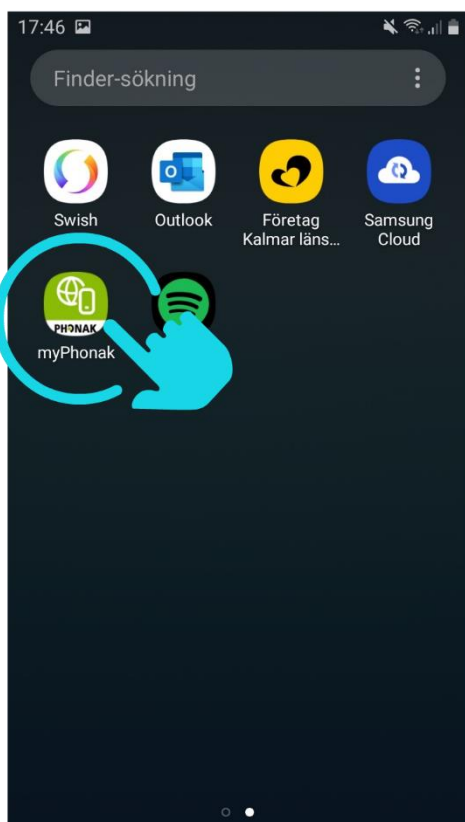 17:46
Finder-sökning
Swish
Outlook
Företag
Kalmar läns...
Samsung
Cloud
PHONAK
myPhonak